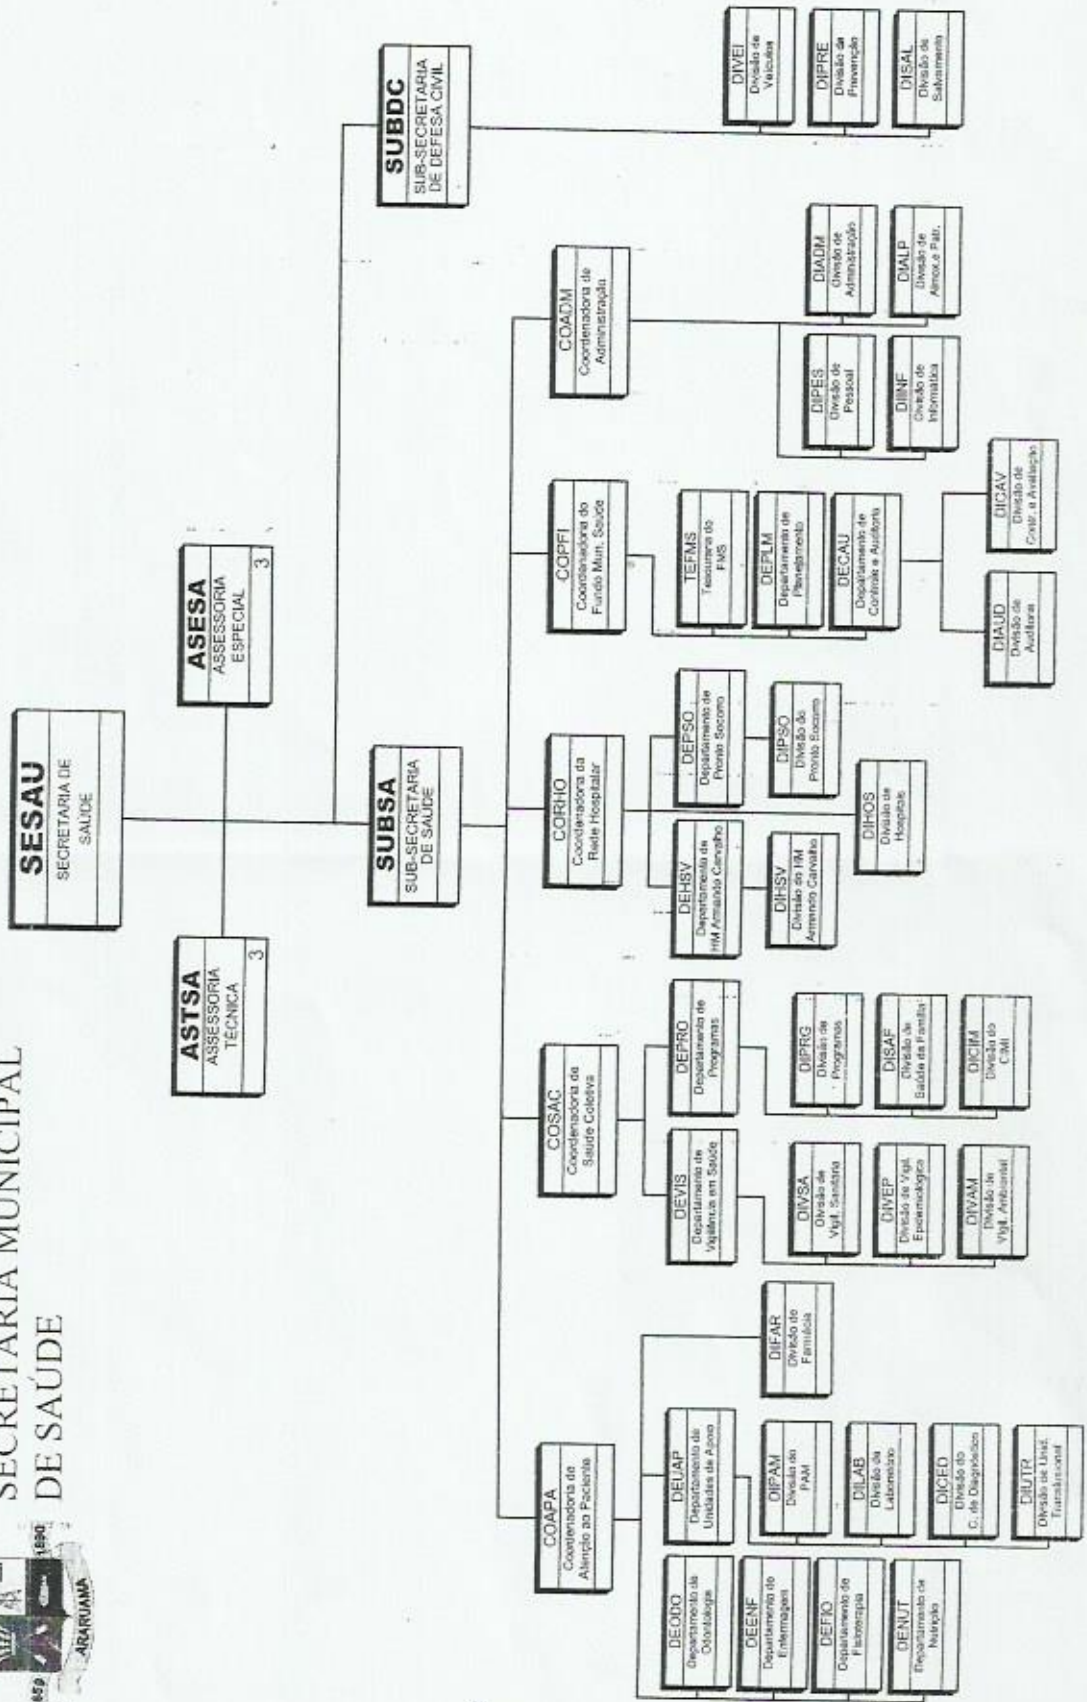 SECRETARIA MUNICIPAL
DE SAÚDE
1890
ARARUAMA
SESAU
SECRETARIA DE
SAÚDE
ASTSA
ASSESSORIA
TÉCNICA
3
ASESA
ASSESSORIA
ESPECIAL
3
SUBSA
SUB-SECRETARIA
DE SAÚDE
SUBDC
SUB-SECRETARIA
DE DEFESA CIVIL
COAPA
Coordenadoria de
Atenção ao Paciente
COSAC
Coordenadoria de
Saúde Coletiva
CORHO
Coordenadoria da
Rede Hospitalar
COPFI
Coordenadoria do
Fundo Mun. Saúde
COADM
Coordenadoria de
Administração
DIVEI
Divisão de
Veículos
DIPRE
Divisão da
Prevenção
DISAL
Divisão de
Salvamento
DEODO
Departamento de
Odontologia
DEENF
Departamento de
Enfermagem
DEFIO
Departamento de
Fisioterapia
DENUT
Departamento de
Nutrição
DEUAP
Departamento de
Unidades de Apoio
DIPAM
Divisão do
PAM
DILAB
Divisão de
Laboratório
DICED
Divisão do
C. de Diagnóstico
DIUTR
Divisão de Unid.
Transfusional
DIFAR
Divisão de
Farmácia
DEVIS
Departamento de
Vigilância em Saúde
DIVSA
Divisão de
Vigil. Sanitária
DIVEP
Divisão de Vigil.
Epidemiológica
DIVAM
Divisão de
Vigil. Ambiental
DEPRO
Departamento de
Programas
DIPRG
Divisão de
Programas
DISAF
Divisão de
Saúde da Família
DICIM
Divisão do
DEHSV
Departamento de
HM Armando Carvalho
DIHSV
Divisão do HM
Armando Carvalho
DEPSO
Departamento de
Pronto Socorro
DIPSO
Divisão do
Pronto Socorro
DIHOS
Divisão de
Hospitais
TEFMS
Tesouraria do
FMS
DEPLM
Departamento de
Planejamento
DECAU
Departamento de
Controle e Auditoria
DIAUD
Divisão de
Auditoria
DICAV
Divisão de
Contr. e Avaliação
DIPES
Divisão de
Pessoal
DIINF
Divisão de
Informática
DIADM
Divisão de
Administração
DIALP
Divisão de
Almox.e Patr.